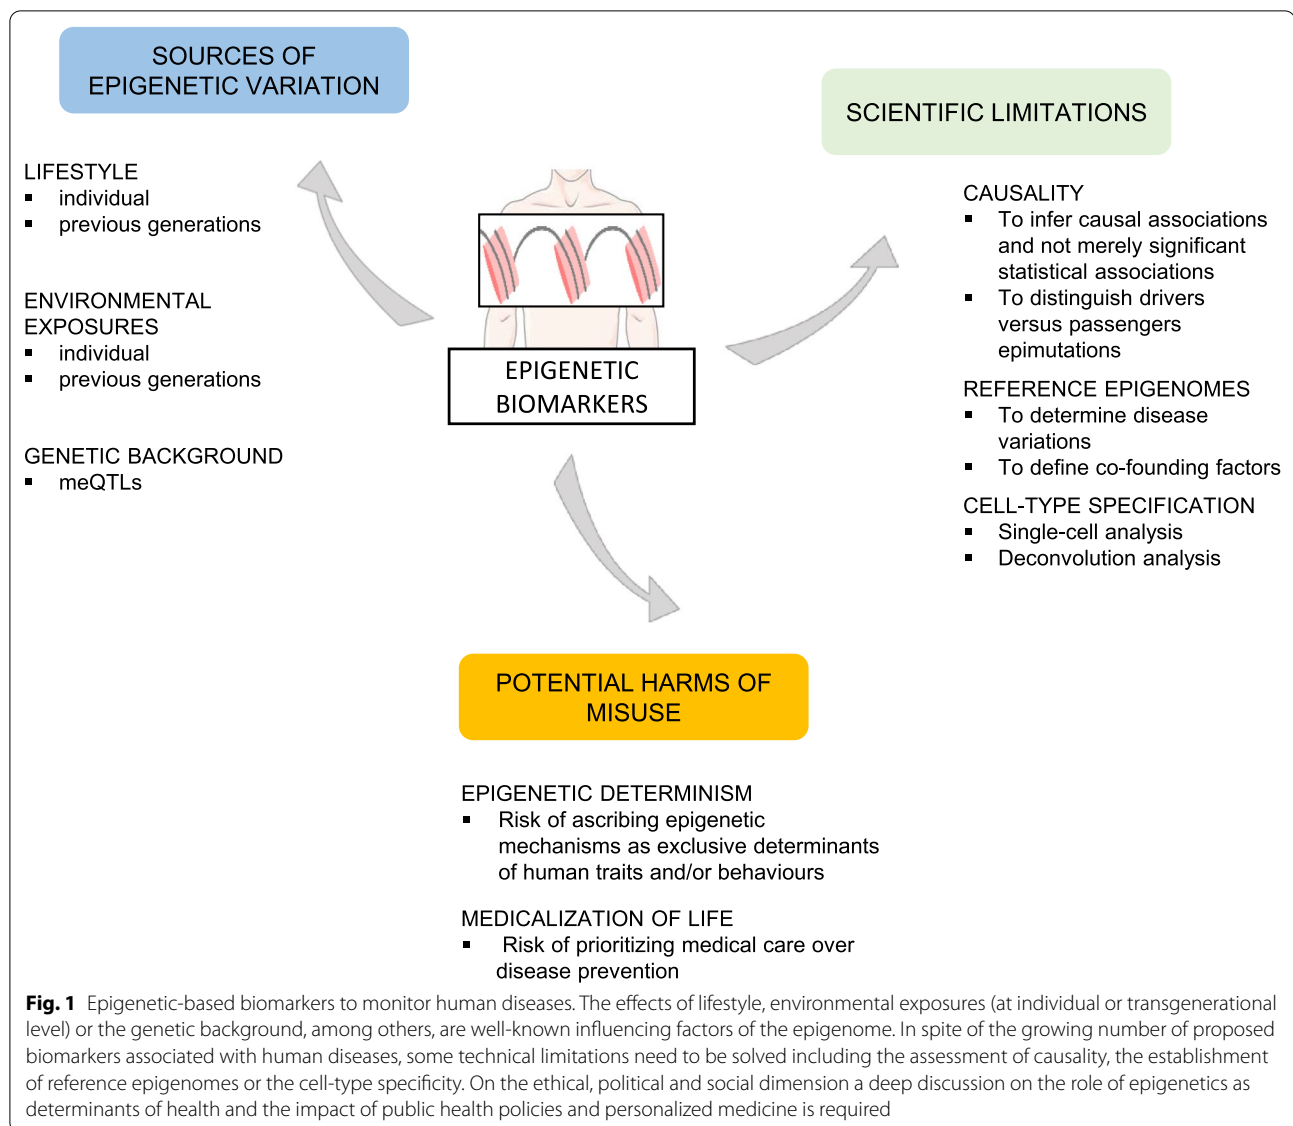 SOURCES OF
EPIGENETIC VARIATION
LIFESTYLE
▪ individual
▪ previous generations
ENVIRONMENTAL
EXPOSURES
▪ individual
▪ previous generations
GENETIC BACKGROUND
▪ meQTLs
EPIGENETIC
BIOMARKERS
SCIENTIFIC LIMITATIONS
CAUSALITY
▪ To infer causal associations
and not merely significant
statistical associations
▪ To distinguish drivers
versus passengers
epimutations
REFERENCE EPIGENOMES
▪ To determine disease
variations
▪ To define co-founding factors
CELL-TYPE SPECIFICATION
▪ Single-cell analysis
▪ Deconvolution analysis
POTENTIAL HARMS OF
MISUSE
EPIGENETIC DETERMINISM
▪ Risk of ascribing epigenetic
mechanisms as exclusive determinants
of human traits and/or behaviours
MEDICALIZATION OF LIFE
▪ Risk of prioritizing medical care over
disease prevention
Fig. 1 Epigenetic-based biomarkers to monitor human diseases. The effects of lifestyle, environmental exposures (at individual or transgenerational
level) or the genetic background, among others, are well-known influencing factors of the epigenome. In spite of the growing number of proposed
biomarkers associated with human diseases, some technical limitations need to be solved including the assessment of causality, the establishment
of reference epigenomes or the cell-type specificity. On the ethical, political and social dimension a deep discussion on the role of epigenetics as
determinants of health and the impact of public health policies and personalized medicine is required